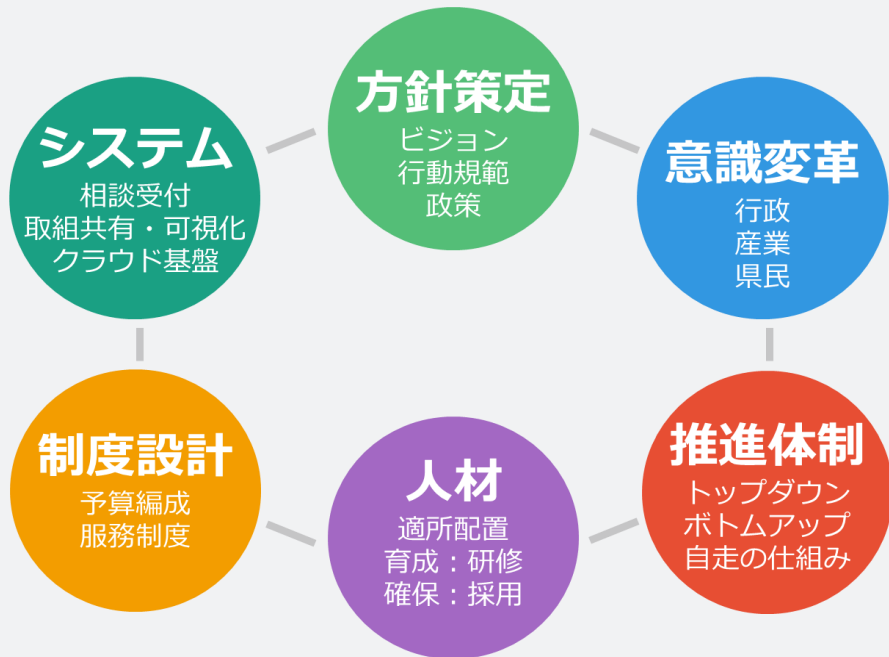 方針策定
ビジョン
行動規範
政策
意識変革
行政
産業
県民
推進体制
トップダウン
ボトムアップ
自走の仕組み
人材
適所配置
育成：研修
確保：採用
制度設計
予算編成
服務制度
システム
相談受付
取組共有・可視化
クラウド基盤